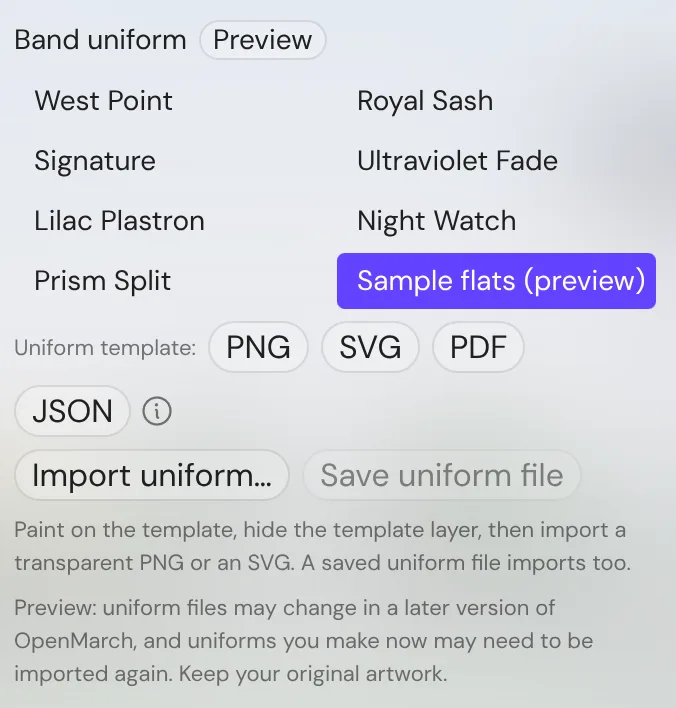 Band uniform Preview
West Point Royal Sash
Signature Ultraviolet Fade
Lilac Plastron Night Watch
Prism Split Sample flats (preview)
Uniform template: PNG SVG PDF
JSON
Import uniform... Save uniform file
Paint on the template, hide the template layer, then import a
transparent PNG or an SVG. A saved uniform file imports too.
Preview: uniform files may change in a later version of
OpenMarch, and uniforms you make now may need to be
imported again. Keep your original artwork.